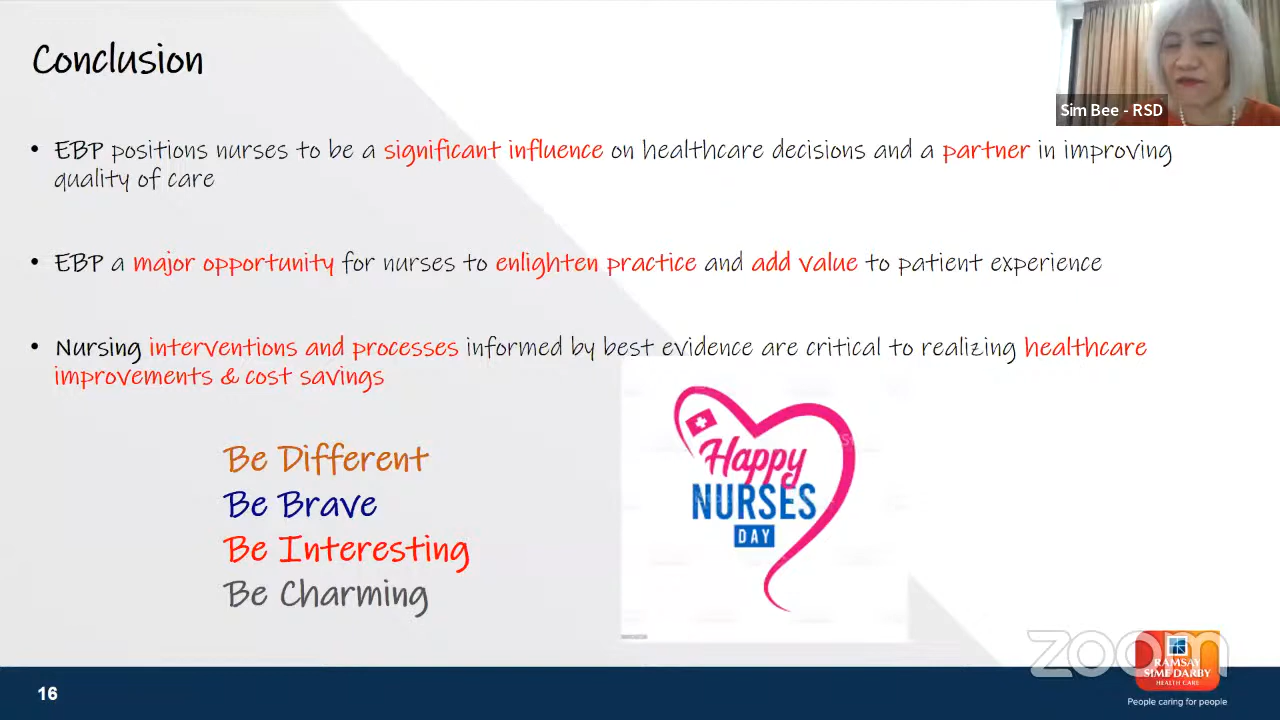 Conclusion
Sim Bee - RSD
• EBP positions nurses to be a significant influence on healthcare decisions and a partner in improving
quality of care
• EBP a major opportunity for nurses to enlighten practice and add value to patient experience
• Nursing interventions and processes informed by best evidence are critical to realizing healthcare
improvements & cost savings
Be Different
Be Brave
Be Interesting
Be Charming
Happy
NURSES
DAY
zoom
RAMSAY
SIME DARBY
HEALTH CARE
People caring for people
16